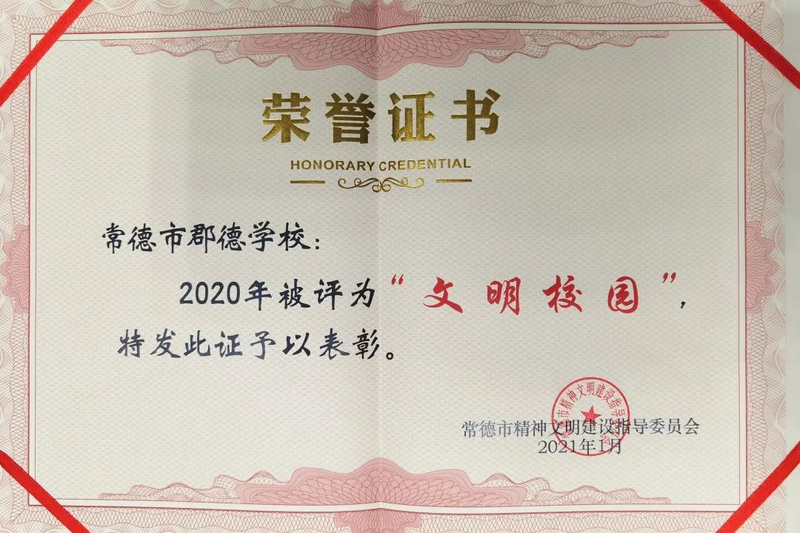 荣誉证书
HONORARY CREDENTIAL
常德市郡德学校：
2020年被评为“文明校园”，
特发此证予以表彰。
常德市精神文明建设指导委员会
2021年1月